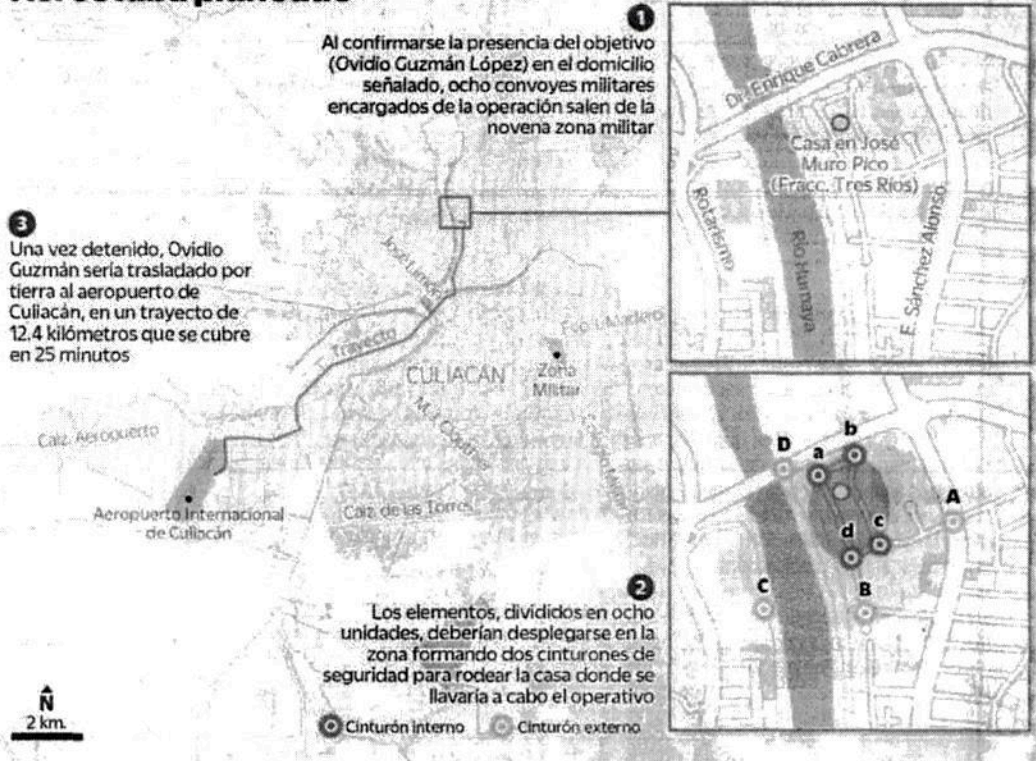 1
Al confirmarse la presencia del objetivo
(Ovidio Guzmán López) en el domicilio
señalado, ocho convoyes militares
encargados de la operación salen de la
novena zona militar
Dr. Enrique Cabrera
Casa en José
Muro Pico
(Fracc. Tres Ríos)
Rotarismo
Río Humaya
E. Sánchez Alonso
3
Una vez detenido, Ovidio
Guzmán sería trasladado por
tierra al aeropuerto de
Culiacán, en un trayecto de
12.4 kilómetros que se cubre
en 25 minutos
Trayecto
CULIACÁN
Zona
Militar
Calz. Aeropuerto
Aeropuerto Internacional
de Culiacán
Calz. de las Torres
D
a
b
A
d
c
C
B
2
Los elementos, divididos en ocho
unidades, deberían desplegarse en la
zona formando dos cinturones de
seguridad para rodear la casa donde se
llavaría a cabo el operativo
Cinturón interno
Cinturón externo
N
2 km.